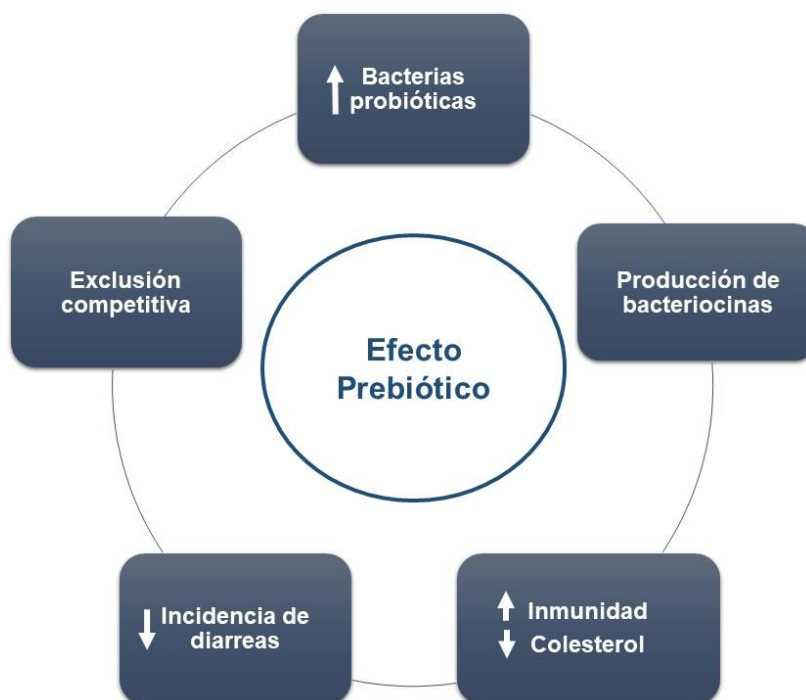 ↑ Bacterias
probióticas
Exclusión
competitiva
Producción de
bacteriocinas
Efecto
Prebiótico
↓ Incidencia de
diarreas
↑ Inmunidad
↓ Colesterol